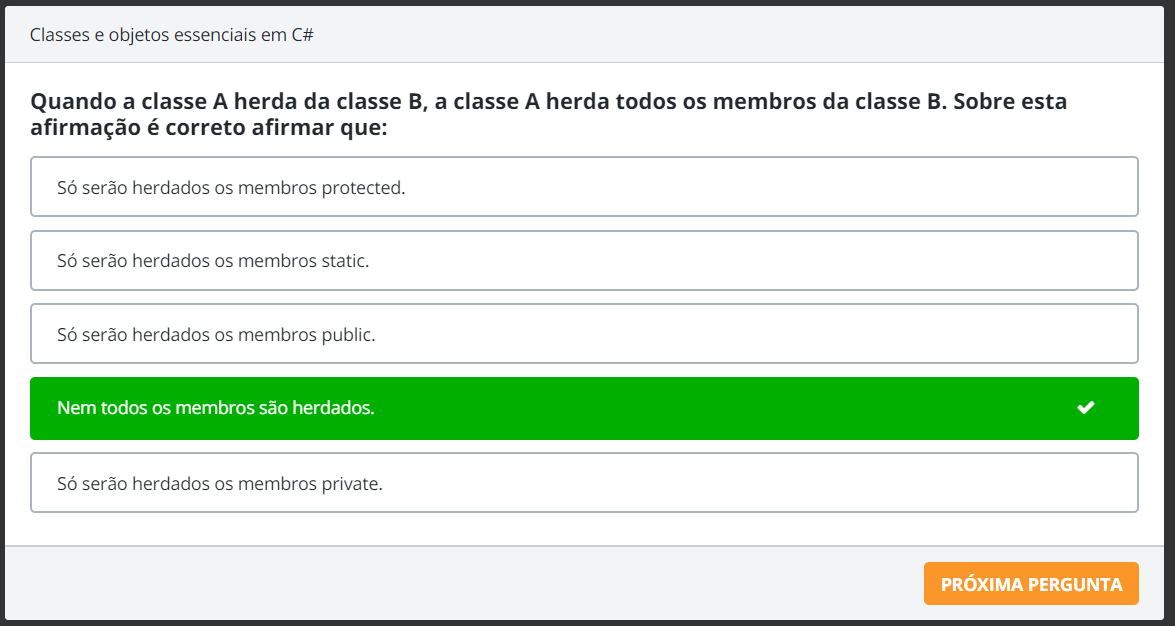 Classes e objetos essenciais em C#
Quando a classe A herda da classe B, a classe A herda todos os membros da classe B. Sobre esta
afirmação é correto afirmar que:
Só serão herdados os membros protected.
Só serão herdados os membros static.
Só serão herdados os membros public.
Nem todos os membros são herdados.
Só serão herdados os membros private.
PRÓXIMA PERGUNTA